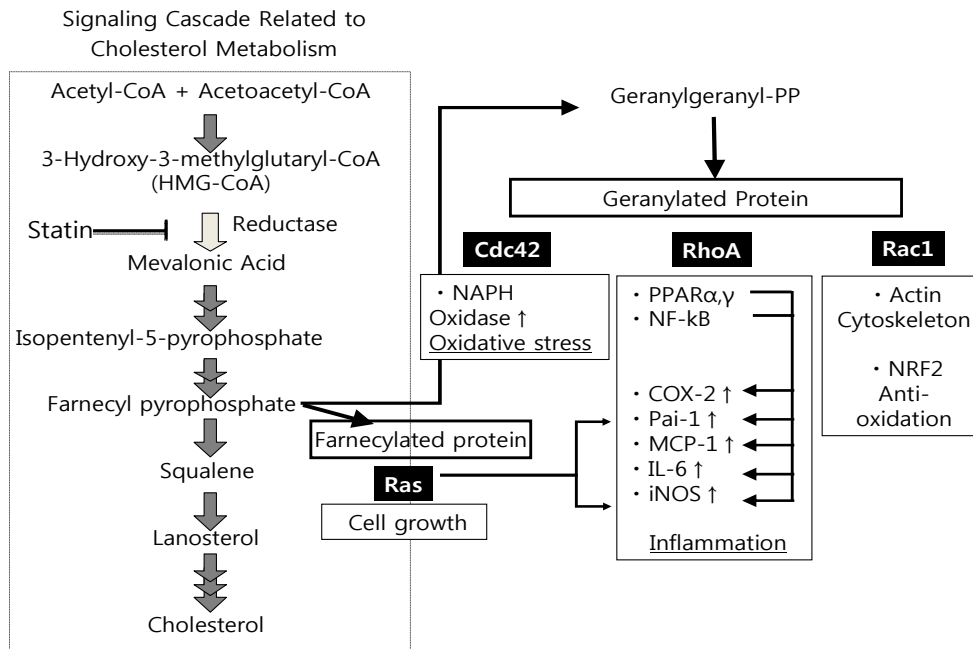 Signaling Cascade Related to
Cholesterol Metabolism
Acetyl-CoA + Acetoacetyl-CoA
3-Hydroxy-3-methylglutaryl-CoA
(HMG-CoA)
Statin
Reductase
Mevalonic Acid
Isopentenyl-5-pyrophosphate
Farnecyl pyrophosphate
Squalene
Lanosterol
Cholesterol
Geranylgeranyl-PP
Geranylated Protein
Farnecylated protein
Ras
Cell growth
Cdc42
・NAPH
Oxidase ↑
Oxidative stress
RhoA
・PPARα,γ
・NF-kB
・COX-2 ↑
・Pai-1 ↑
・MCP-1 ↑
・IL-6 ↑
・iNOS ↑
Inflammation
Rac1
・Actin
Cytoskeleton
・NRF2
Anti-
oxidation